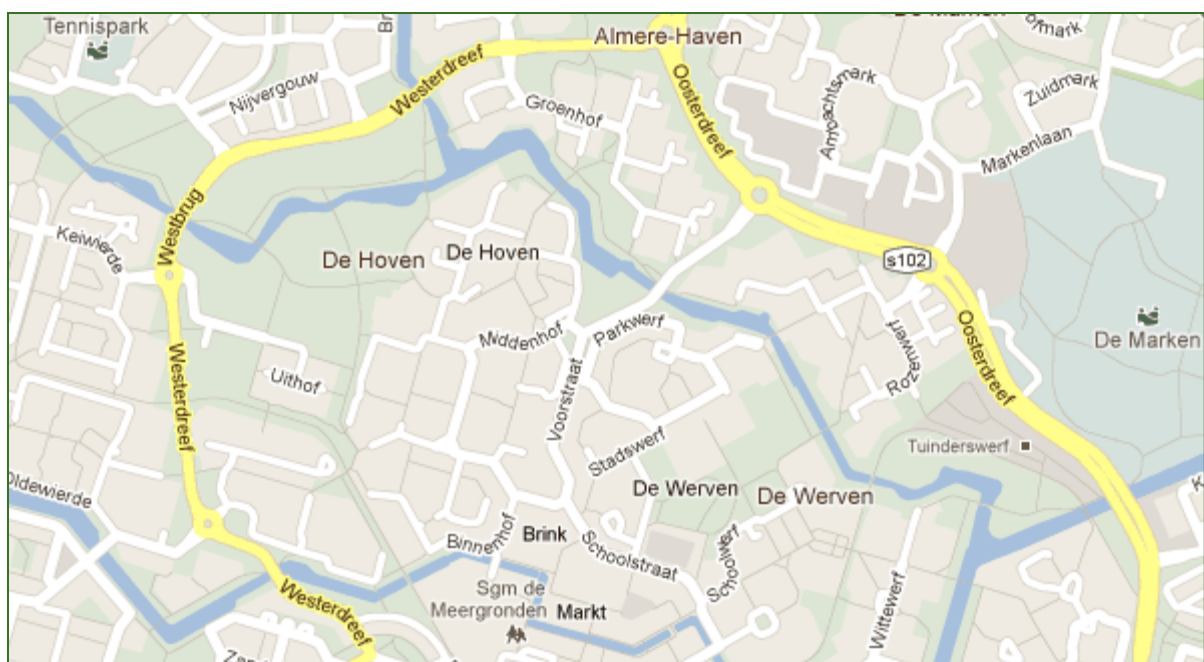 Tennispark
Almere-Haven
Nijvergouw
Westerdreef
Groenhof
Oosterdreef
Zuidmark
Markenlaan
Westbrug
Keiwierde
De Hoven
De Hoven
s102
Middenhof
Parkwerf
Rozenwerf
Oosterdreef
De Marken
Westerdreef
Uithof
Voorstraat
Stadswerf
Tuinderswerf
De Werven
De Werven
Binnenhof
Brink
Schoolstraat
Schoolwerf
Westerdreef
Sgm de
Meergronden
Markt
Wittewerf